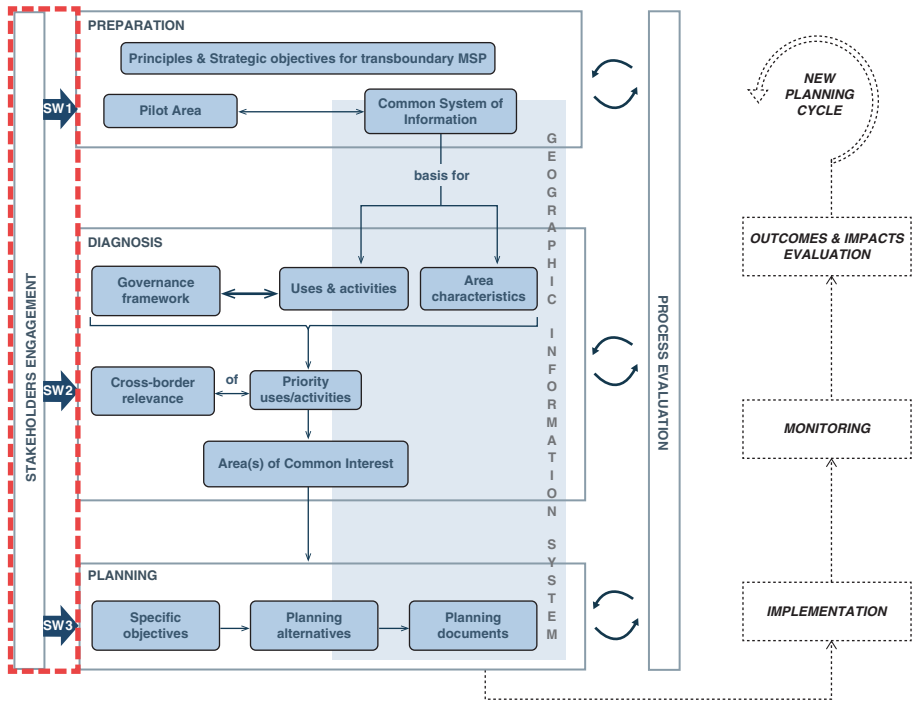 PREPARATION
Principles & Strategic objectives for transboundary MSP
SW1
Pilot Area
Common System of
Information
basis for
DIAGNOSIS
Governance
framework
Uses & activities
Area
characteristics
SW2
Cross-border
relevance
of
Priority
uses/activities
Area(s) of Common Interest
PLANNING
SW3
Specific
objectives
Planning
alternatives
Planning
documents
STAKEHOLDERS ENGAGEMENT
GEOGRAPHIC INFORMATION SYSTEM
PROCESS EVALUATION
NEW
PLANNING
CYCLE
OUTCOMES & IMPACTS
EVALUATION
MONITORING
IMPLEMENTATION